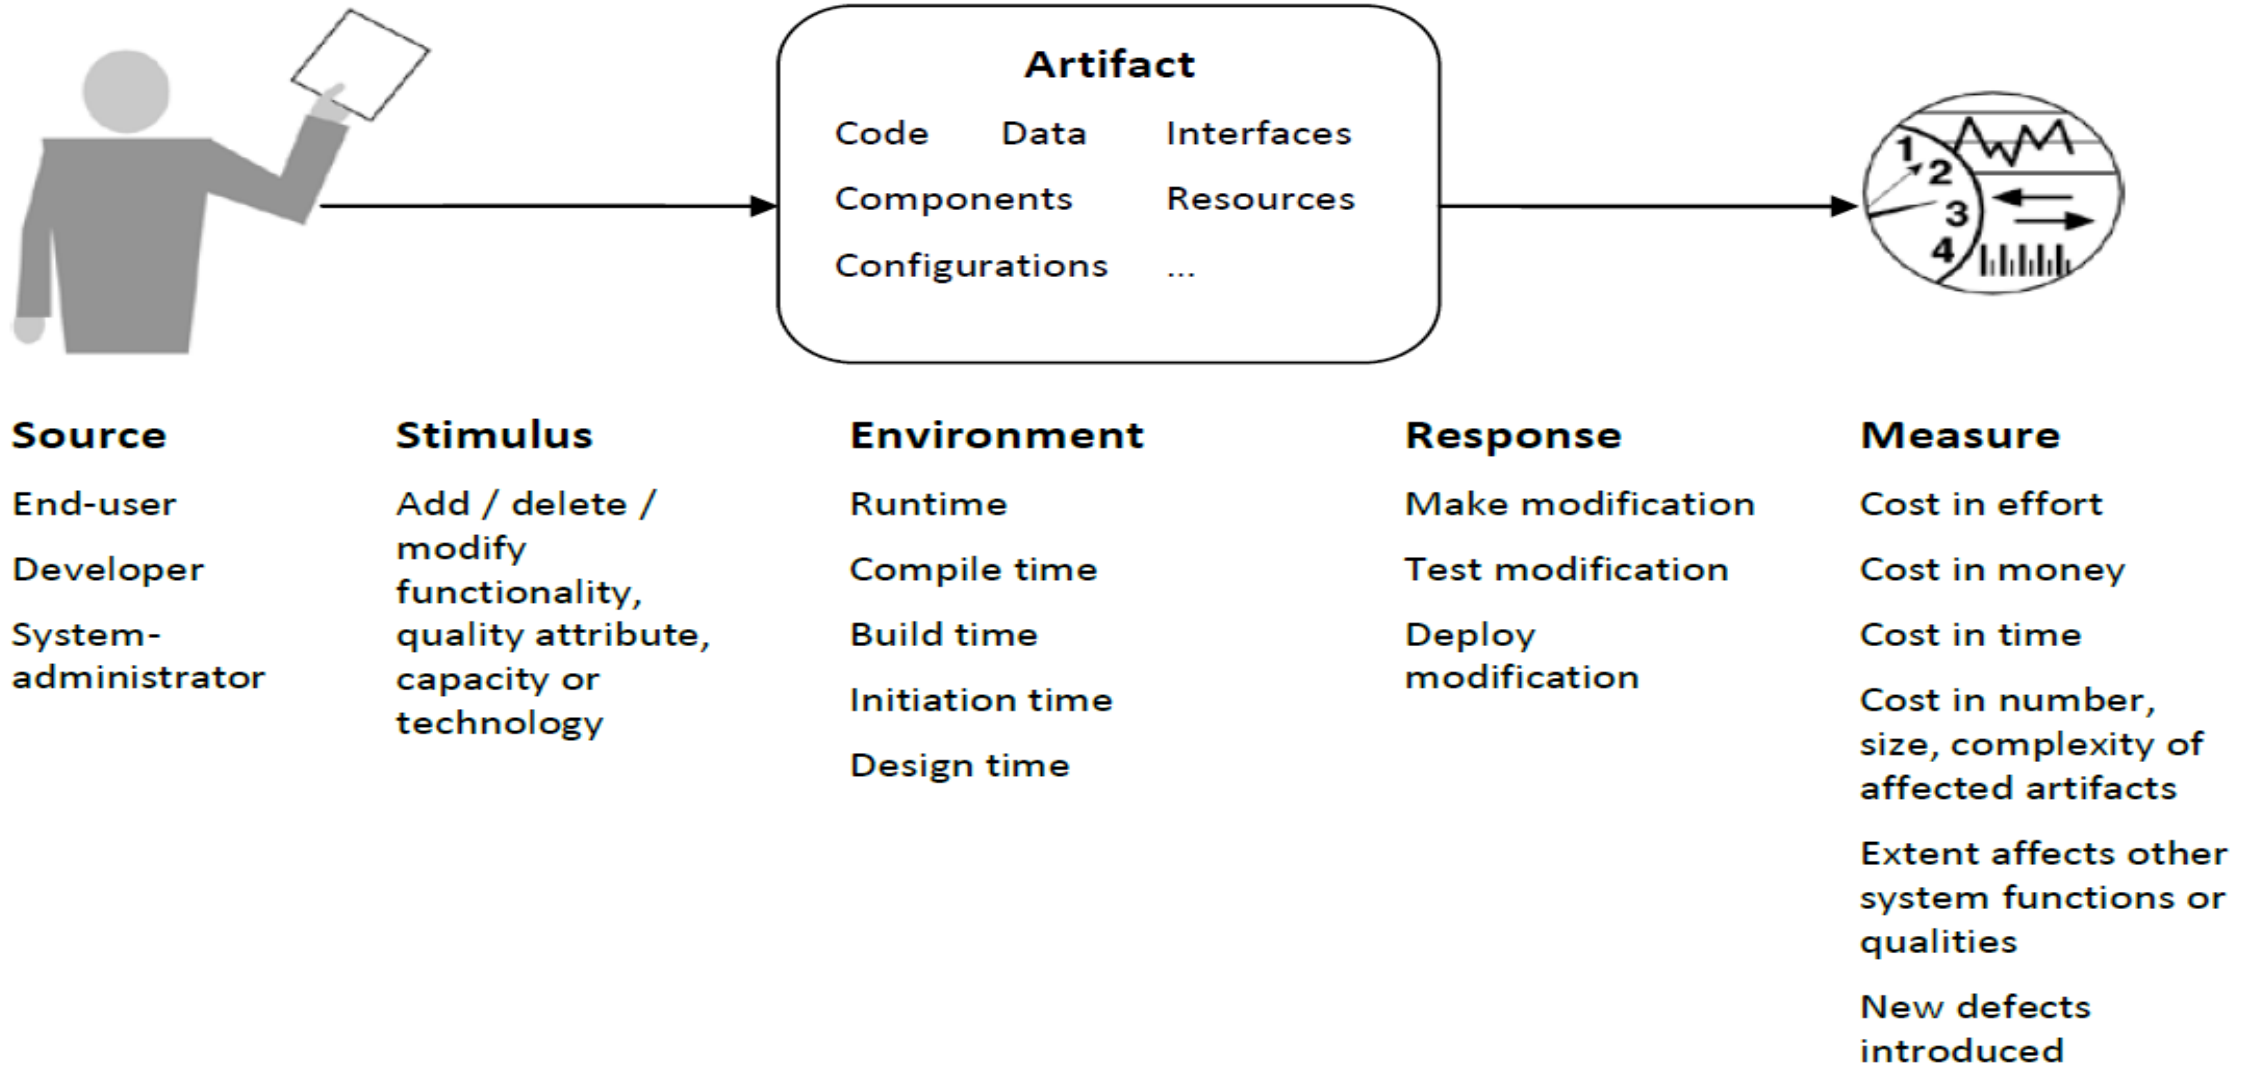 Artifact
Code Data Interfaces
Components Resources
Configurations ...
1
2
3
4
Source
End-user
Developer
System-
administrator
Stimulus
Add / delete /
modify
functionality,
quality attribute,
capacity or
technology
Environment
Runtime
Compile time
Build time
Initiation time
Design time
Response
Make modification
Test modification
Deploy
modification
Measure
Cost in effort
Cost in money
Cost in time
Cost in number,
size, complexity of
affected artifacts
Extent affects other
system functions or
qualities
New defects
introduced